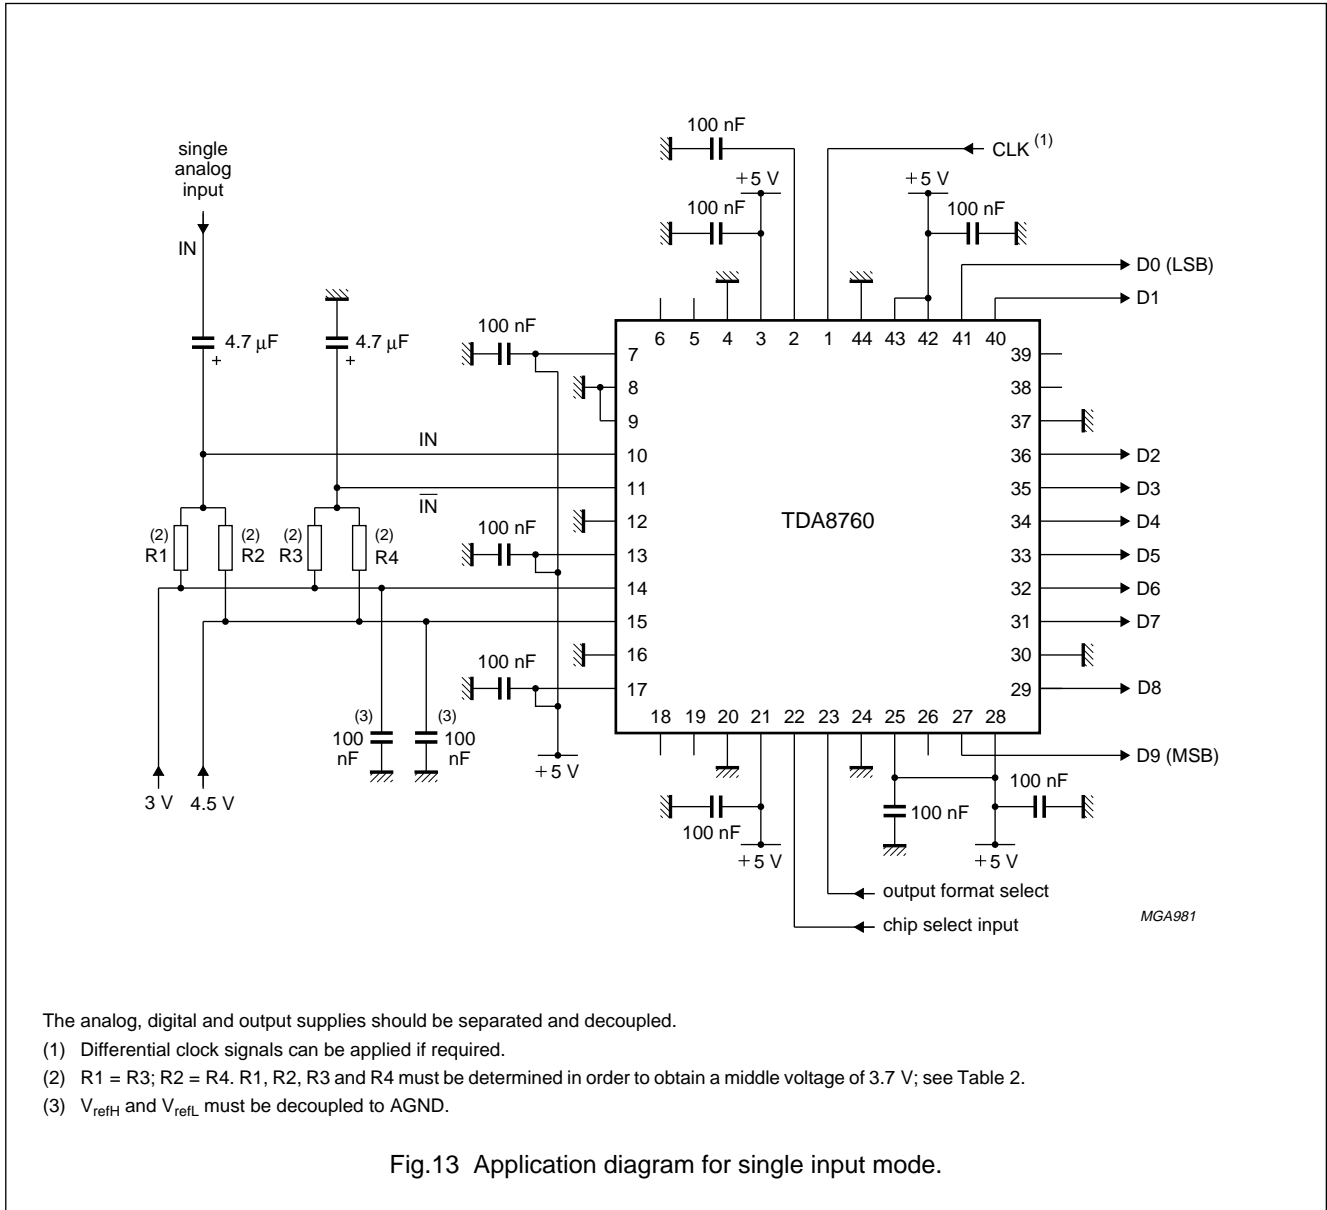 100 nF
CLK (1)
single
analog
input
+5 V
+5 V
100 nF
100 nF
IN
D0 (LSB)
D1
100 nF
4.7 μF
+
4.7 μF
+
6 5 4 3 2 1 44 43 42 41 40
7
8
9
10
11
12
13
14
15
16
17
39
38
37
36
35
34
33
32
31
30
29
IN
I̅N̅
TDA8760
D2
D3
D4
D5
D6
D7
D8
(2) (2) (2) (2)
R1 R2 R3 R4
100 nF
100 nF
18 19 20 21 22 23 24 25 26 27 28
(3) (3)
100 100
nF nF
+5 V
D9 (MSB)
3 V 4.5 V
100 nF
100 nF
100 nF
+5 V
+5 V
output format select
chip select input
MGA981
The analog, digital and output supplies should be separated and decoupled.
(1) Differential clock signals can be applied if required.
(2) R1 = R3; R2 = R4. R1, R2, R3 and R4 must be determined in order to obtain a middle voltage of 3.7 V; see Table 2.
(3) VrefH and VrefL must be decoupled to AGND.
Fig.13 Application diagram for single input mode.